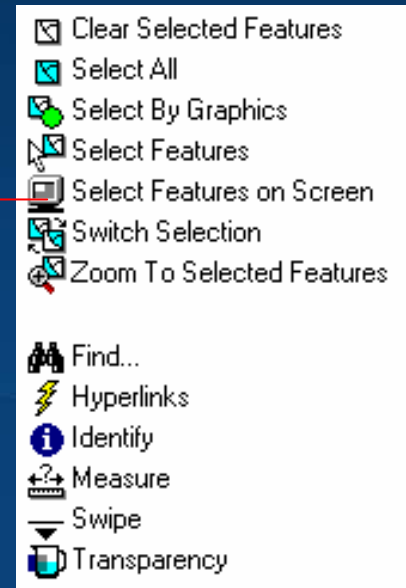 Clear Selected Features
Select All
Select By Graphics
Select Features
Select Features on Screen
Switch Selection
Zoom To Selected Features
Find...
Hyperlinks
Identify
Measure
Swipe
Transparency